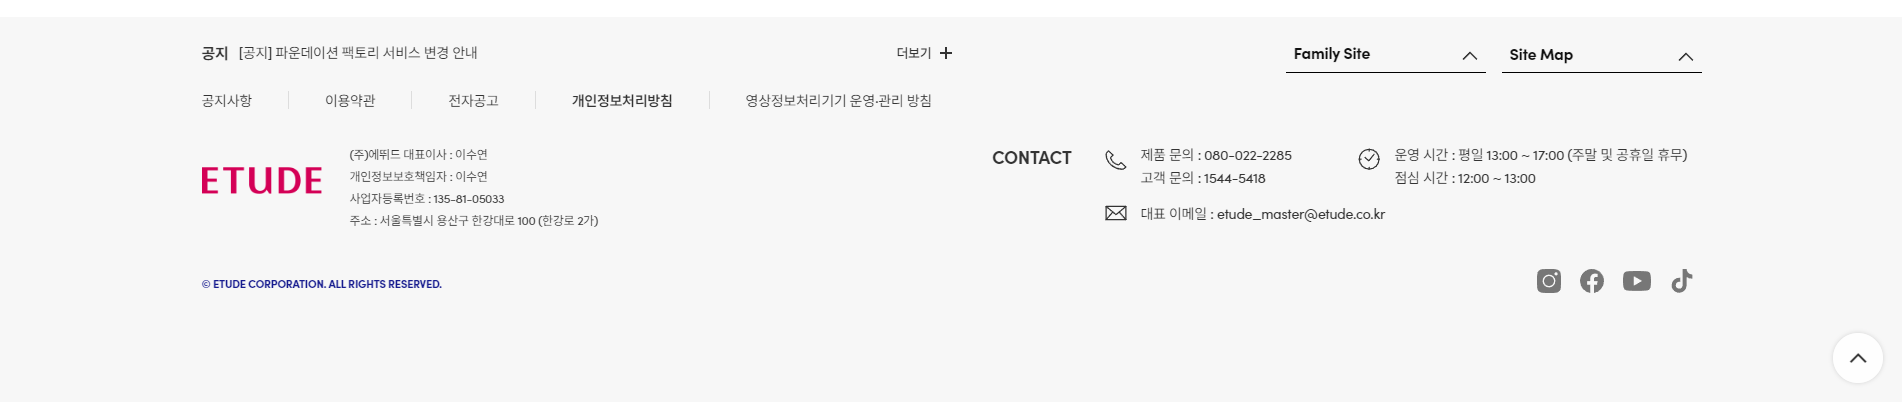 공지 [공지] 파운데이션 팩토리 서비스 변경 안내 더보기
Family Site
Site Map
공지사항 이용약관 전자공고 개인정보처리방침 영상정보처리기기 운영·관리 방침
ETUDE
(주)에뛰드 대표이사 : 이수연
개인정보보호책임자 : 이수연
사업자등록번호 : 135-81-05033
주소 : 서울특별시 용산구 한강대로 100 (한강로 2가)
CONTACT
제품 문의 : 080-022-2285
고객 문의 : 1544-5418
운영 시간 : 평일 13:00 ~ 17:00 (주말 및 공휴일 휴무)
점심 시간 : 12:00 ~ 13:00
대표 이메일 : etude_master@etude.co.kr
© ETUDE CORPORATION. ALL RIGHTS RESERVED.